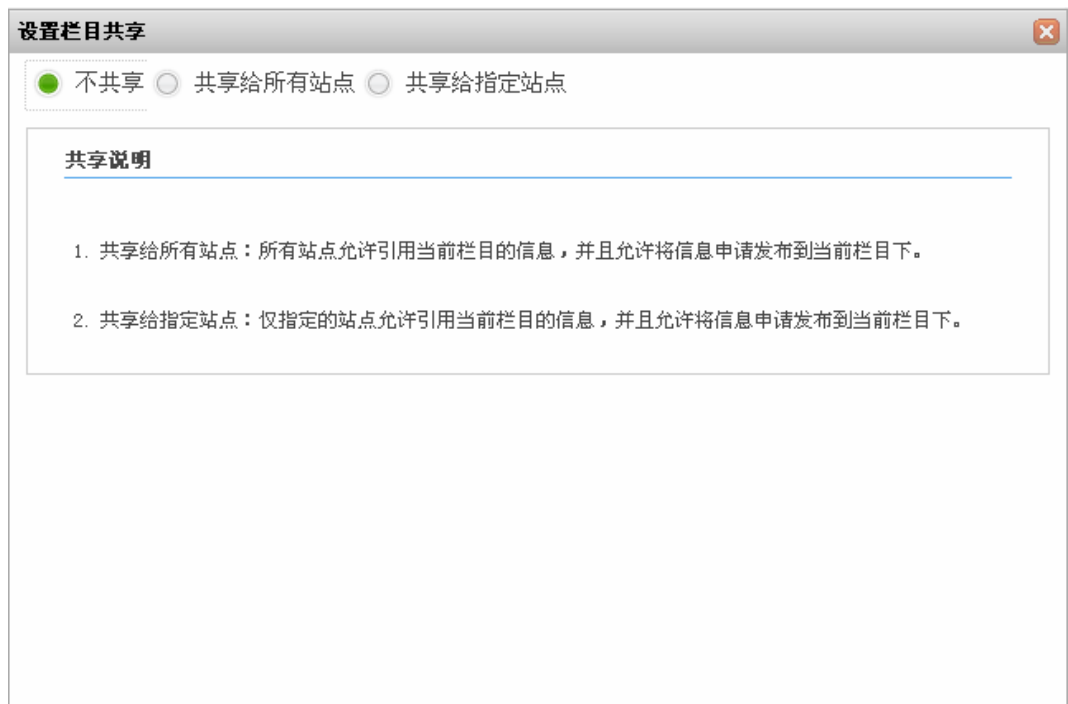 设置栏目共享
不共享 共享给所有站点 共享给指定站点
共享说明
1. 共享给所有站点：所有站点允许引用当前栏目的信息，并且允许将信息申请发布到当前栏目下。
2. 共享给指定站点：仅指定的站点允许引用当前栏目的信息，并且允许将信息申请发布到当前栏目下。